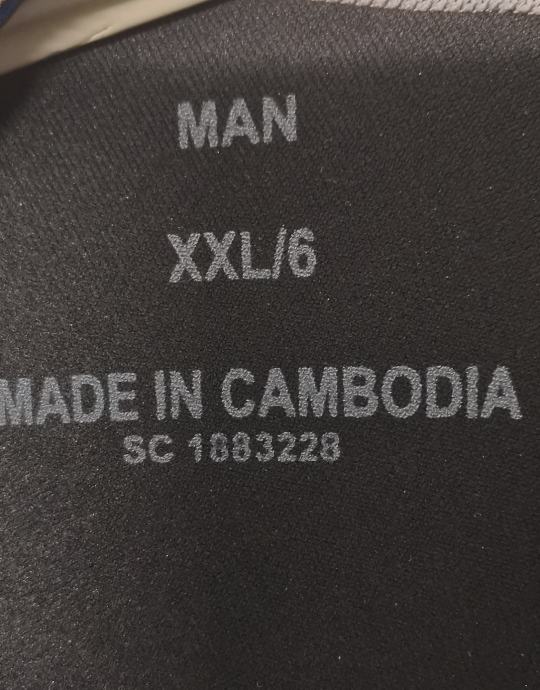 MAN
XXL/6
MADE IN CAMBODIA
SC 1883228